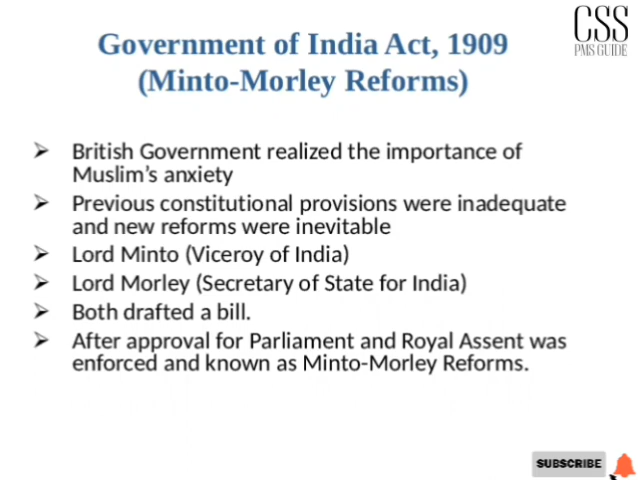 CSS
PMS GUIDE
Government of India Act, 1909
(Minto-Morley Reforms)
British Government realized the importance of
Muslim's anxiety
Previous constitutional provisions were inadequate
and new reforms were inevitable
Lord Minto (Viceroy of India)
Lord Morley (Secretary of State for India)
Both drafted a bill.
After approval for Parliament and Royal Assent was
enforced and known as Minto-Morley Reforms.
SUBSCRIBE